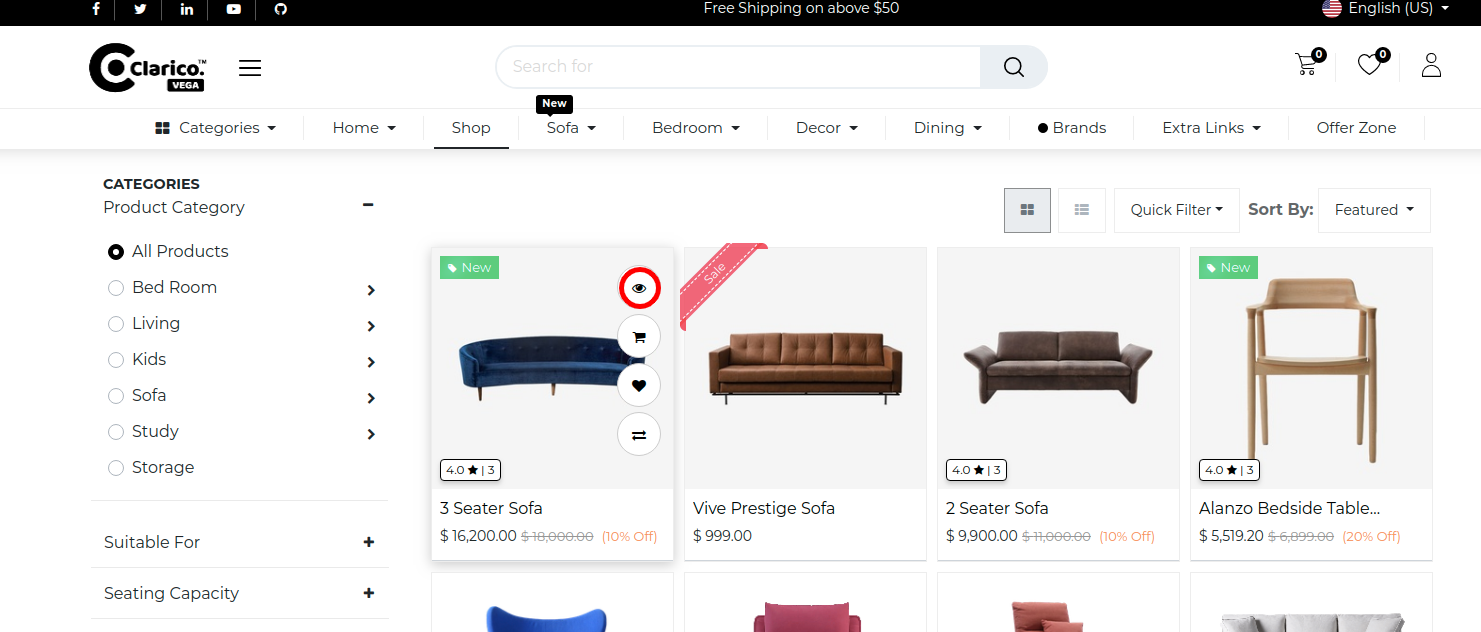 Free Shipping on above $50
English (US)
Clarico.™
VEGA
Search for
0
0
New
Categories
Home
Shop
Sofa
Bedroom
Decor
Dining
Brands
Extra Links
Offer Zone
CATEGORIES
Product Category
All Products
Bed Room
Living
Kids
Sofa
Study
Storage
Suitable For
Seating Capacity
Quick Filter
Sort By:
Featured
New
4.0 | 3
3 Seater Sofa
$ 16,200.00 $ 18,000.00 (10% Off)
Sale
Vive Prestige Sofa
$ 999.00
4.0 | 3
2 Seater Sofa
$ 9,900.00 $ 11,000.00 (10% Off)
New
4.0 | 3
Alanzo Bedside Table...
$ 5,519.20 $ 6,899.00 (20% Off)